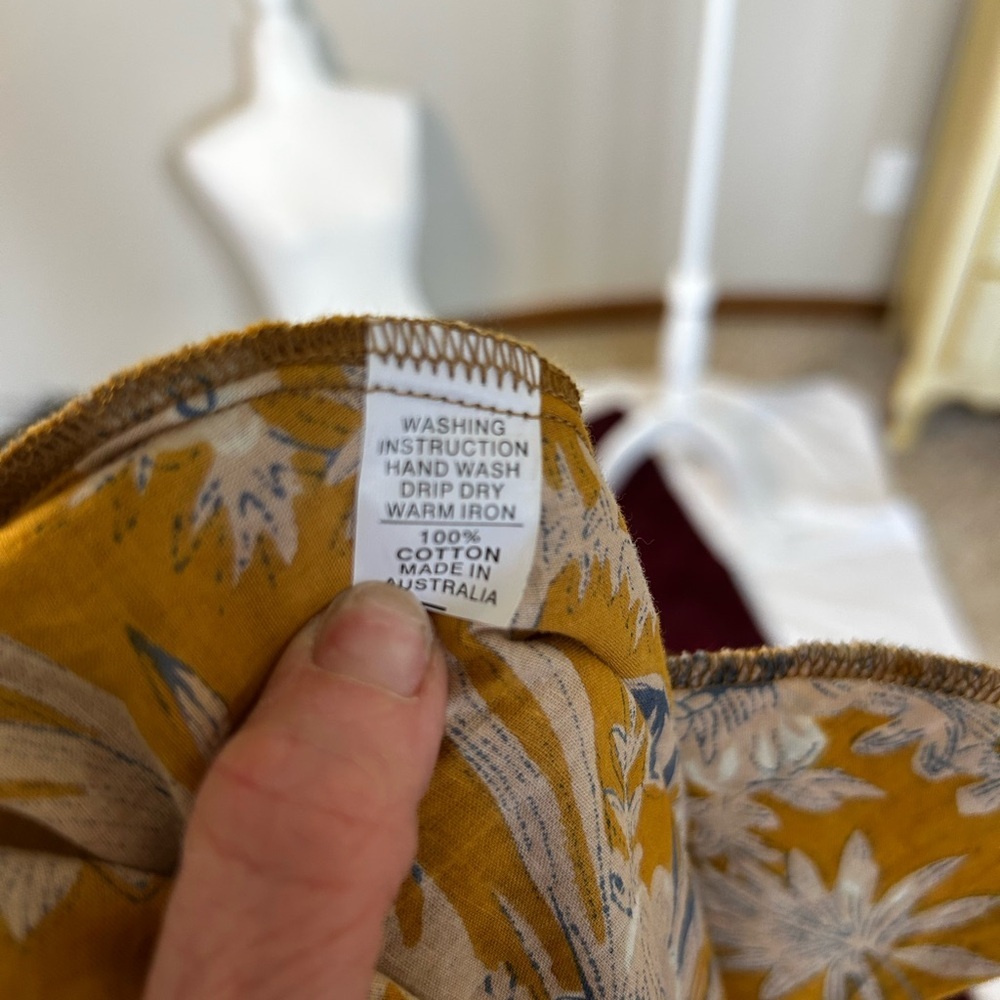 WASHING
INSTRUCTION
HAND WASH
DRIP DRY
WARM IRON
100%
COTTON
MADE IN
AUSTRALIA